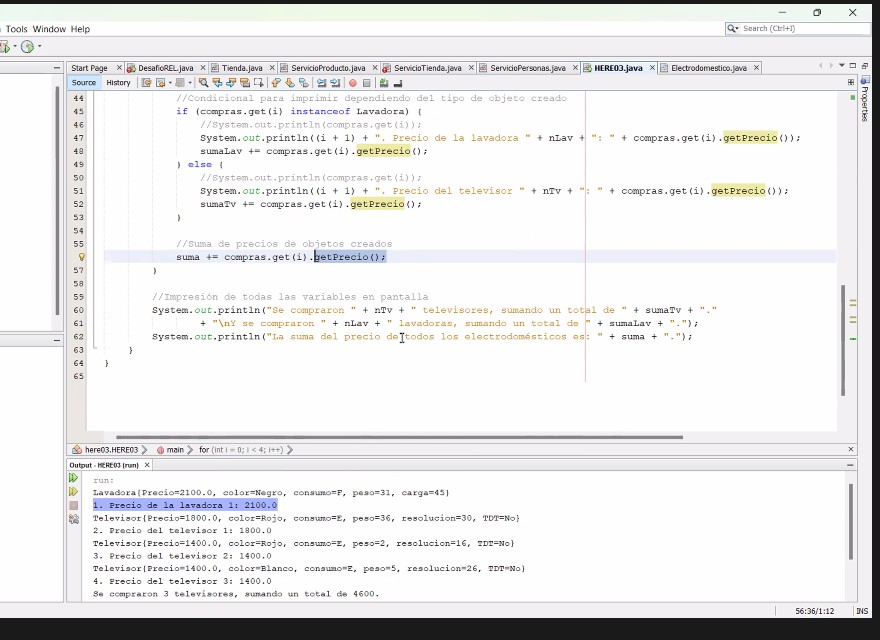 Tools Window Help
Search (Ctrl+I)
Start Page DesafioREL.java Tienda.java ServicioProducto.java ServicioTienda.java ServicioPersonas.java HERE03.java Electrodomestico.java
Source History
Properties
44 //Condicional para imprimir dependiendo del tipo de objeto creado
45 if (compras.get(i) instanceof Lavadora) {
46 //System.out.println(compras.get(i));
47 System.out.println((i + 1) + ". Precio de la lavadora " + nLav + ": " + compras.get(i).getPrecio());
48 sumaLav += compras.get(i).getPrecio();
49 } else {
50 //System.out.println(compras.get(i));
51 System.out.println((i + 1) + ". Precio del televisor " + nTv + ": " + compras.get(i).getPrecio());
52 sumaTv += compras.get(i).getPrecio();
53 }
54
55 //Suma de precios de objetos creados
suma += compras.get(i).getPrecio();
57 }
58
59 //Impresión de todas las variables en pantalla
60 System.out.println("Se compraron " + nTv + " televisores, sumando un total de " + sumaTv + "."
61 + "\nY se compraron " + nLav + " lavadoras, sumando un total de " + sumaLav + ".");
62 System.out.println("La suma del precio de todos los electrodomésticos es: " + suma + ".");
63 }
64 }
65
here03.HERE03 main for (int i = 0; i < 4; i++)
Output - HERE03 (run)
run:
Lavadora{Precio=2100.0, color=Negro, consumo=F, peso=31, carga=45}
1. Precio de la lavadora 1: 2100.0
Televisor{Precio=1800.0, color=Rojo, consumo=E, peso=36, resolucion=30, TDT=No}
2. Precio del televisor 1: 1800.0
Televisor{Precio=1400.0, color=Rojo, consumo=E, peso=2, resolucion=16, TDT=No}
3. Precio del televisor 2: 1400.0
Televisor{Precio=1400.0, color=Blanco, consumo=E, peso=5, resolucion=26, TDT=No}
4. Precio del televisor 3: 1400.0
Se compraron 3 televisores, sumando un total de 4600.
56:36/1:12 INS